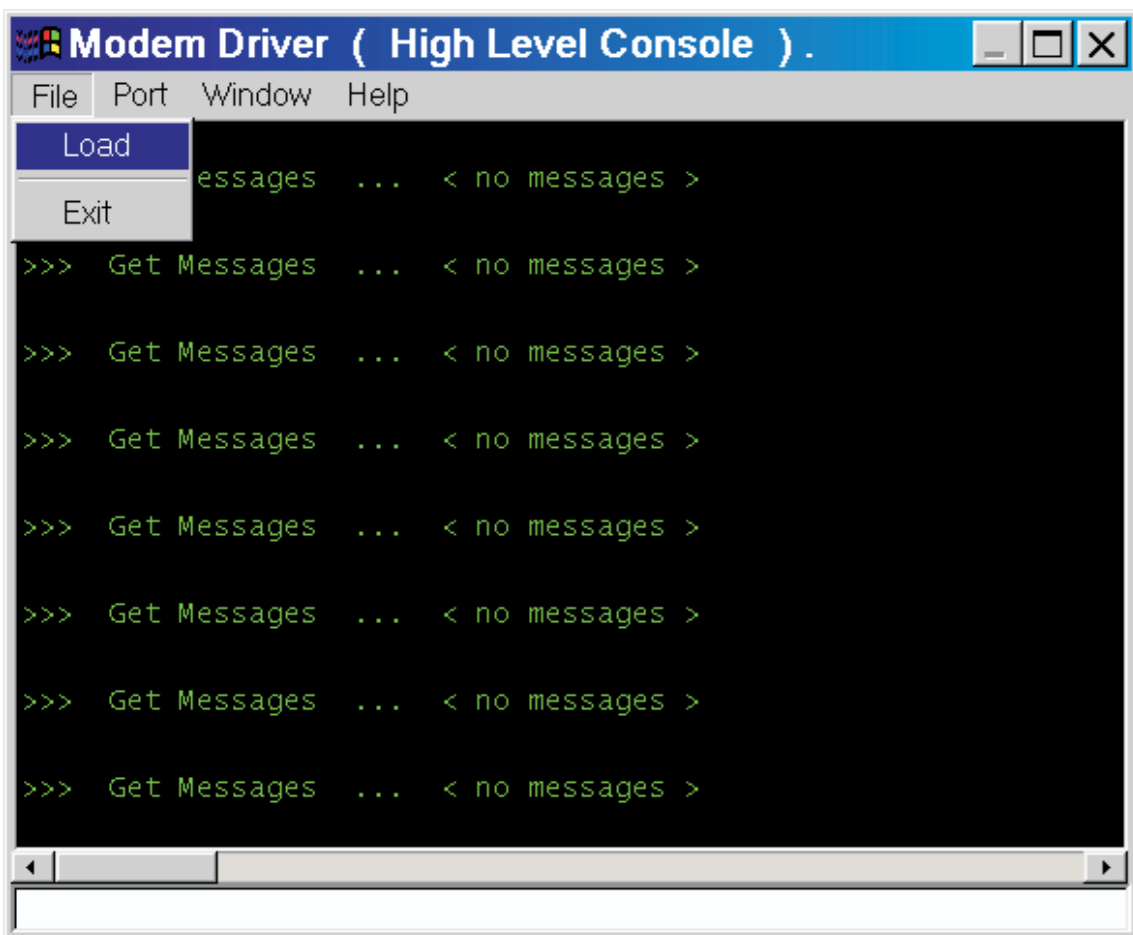 Modem Driver ( High Level Console ) .
File Port Window Help
Load
essages ... < no messages >
Exit
>>> Get Messages ... < no messages >
>>> Get Messages ... < no messages >
>>> Get Messages ... < no messages >
>>> Get Messages ... < no messages >
>>> Get Messages ... < no messages >
>>> Get Messages ... < no messages >
>>> Get Messages ... < no messages >